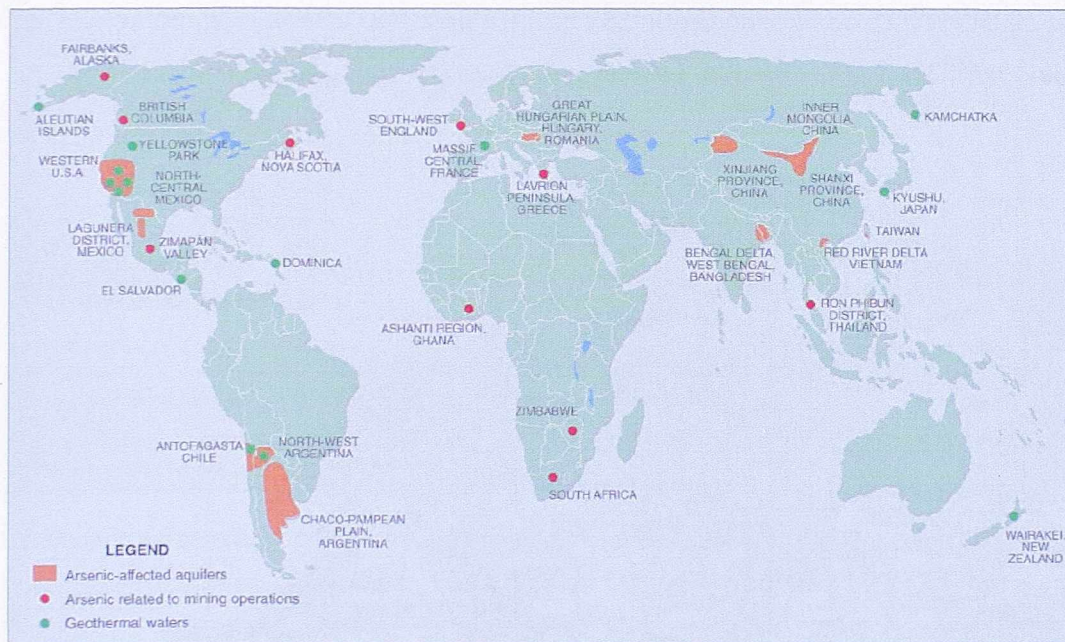 FAIRBANKS,
ALASKA
ALEUTIAN
ISLANDS
BRITISH
COLUMBIA
YELLOWSTONE
PARK
HALIFAX,
NOVA SCOTIA
WESTERN
U.S.A
NORTH-
CENTRAL
MEXICO
LAGUNERA
DISTRICT,
MEXICO
ZIMAPÁN
VALLEY
EL SALVADOR
DOMINICA
SOUTH-WEST
ENGLAND
GREAT
HUNGARIAN PLAIN,
HUNGARY,
ROMANIA
MASSIF
CENTRAL,
FRANCE
LAVRION
PENINSULA
GREECE
INNER
MONGOLIA,
CHINA
KAMCHATKA
XINJIANG
PROVINCE,
CHINA
SHANXI
PROVINCE,
CHINA
KYUSHU,
JAPAN
TAIWAN
BENGAL DELTA,
WEST BENGAL,
BANGLADESH
RED RIVER DELTA
VIETNAM
RON PHIBUN
DISTRICT,
THAILAND
ASHANTI REGION,
GHANA
ZIMBABWE
SOUTH AFRICA
ANTOFAGASTA
CHILE
NORTH-WEST
ARGENTINA
CHACO-PAMPEAN
PLAIN,
ARGENTINA
WAIRAKEI,
NEW
ZEALAND
LEGEND
Arsenic-affected aquifers
Arsenic related to mining operations
Geothermal waters